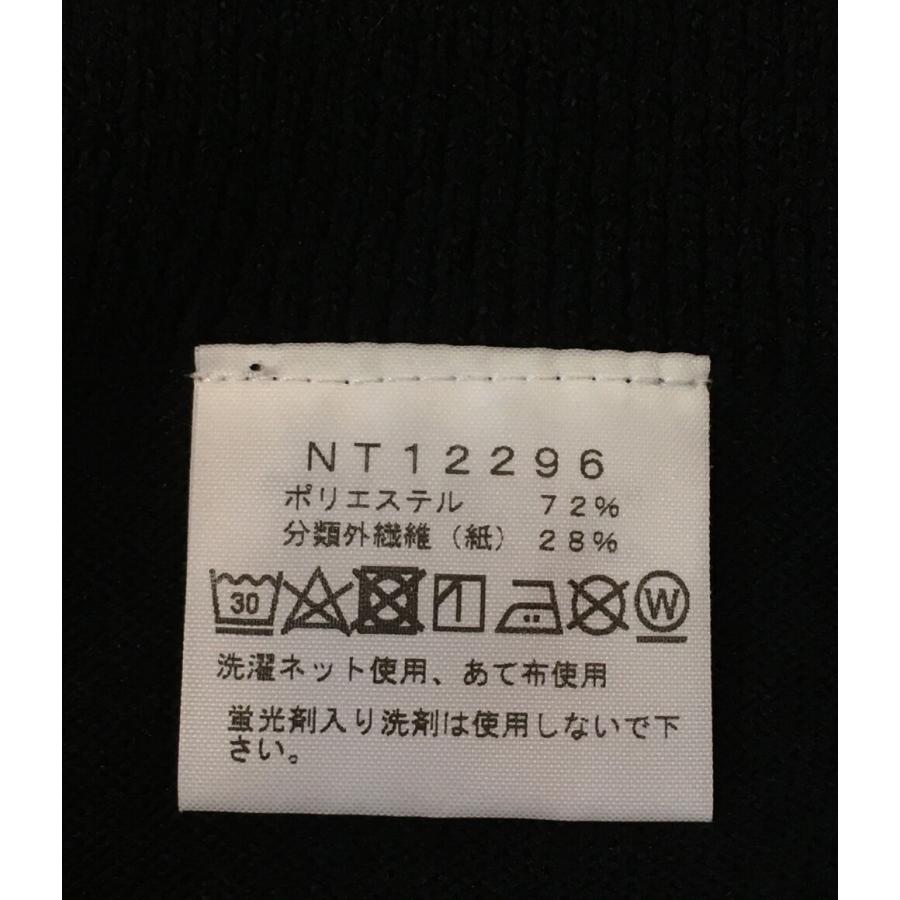 NT12296
ポリエステル 72%
分類外繊維（紙）28%
30 W
洗濯ネット使用、あて布使用
蛍光剤入り洗剤は使用しないで下
さい。